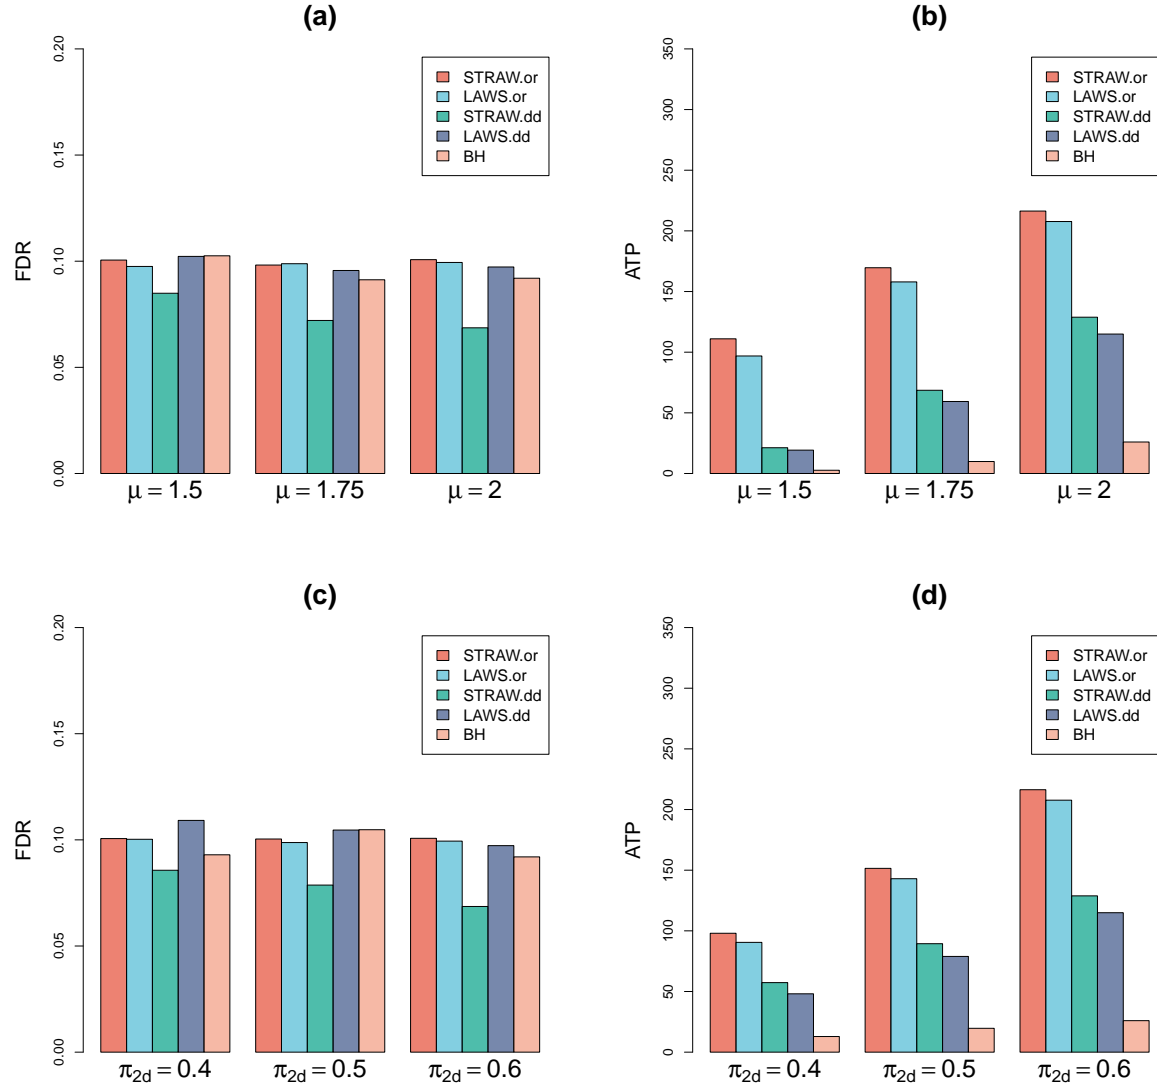 (a)
FDR
0.00
0.05
0.10
0.15
0.20
STRAW.or
LAWS.or
STRAW.dd
LAWS.dd
BH
μ = 1.5
μ = 1.75
μ = 2
(b)
ATP
0
50
100
150
200
250
300
350
STRAW.or
LAWS.or
STRAW.dd
LAWS.dd
BH
μ = 1.5
μ = 1.75
μ = 2
(c)
FDR
0.00
0.05
0.10
0.15
0.20
STRAW.or
LAWS.or
STRAW.dd
LAWS.dd
BH
π2d = 0.4
π2d = 0.5
π2d = 0.6
(d)
ATP
0
50
100
150
200
250
300
350
STRAW.or
LAWS.or
STRAW.dd
LAWS.dd
BH
π2d = 0.4
π2d = 0.5
π2d = 0.6